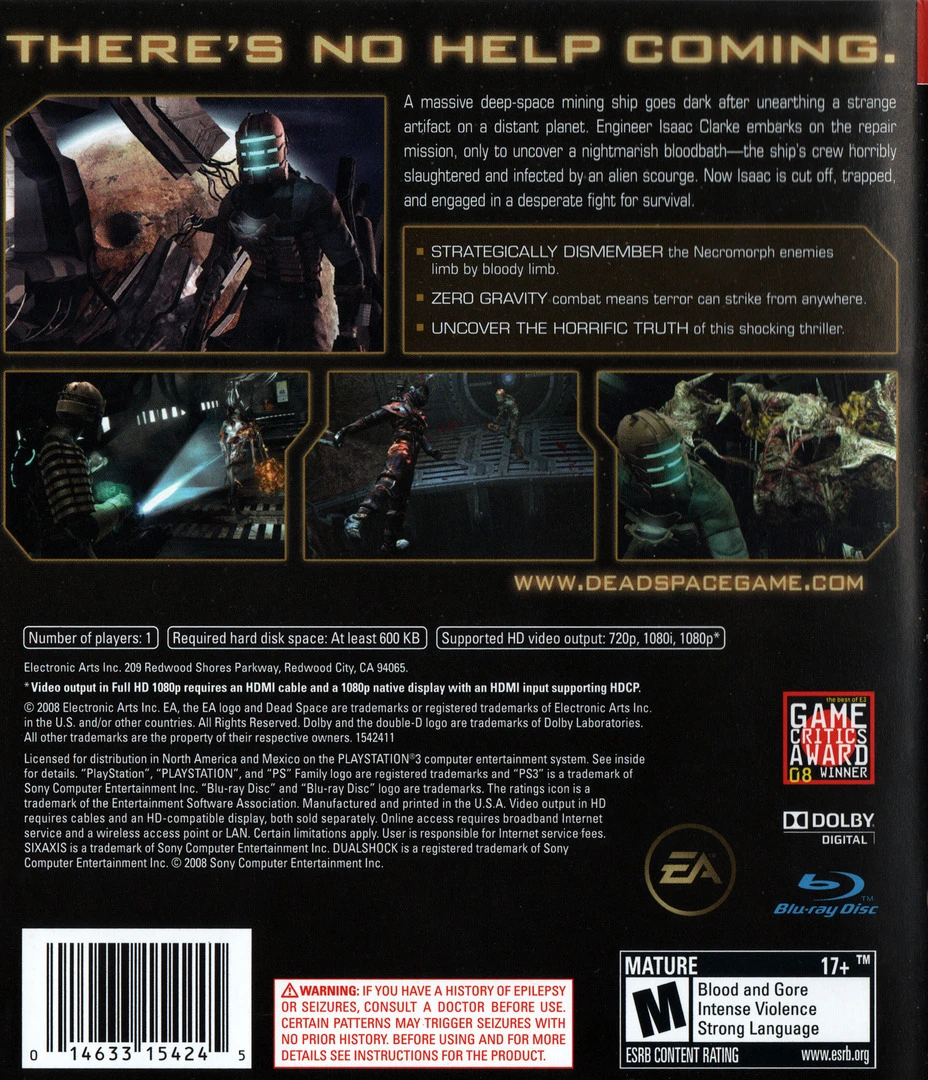 THERE'S NO HELP COMING.
A massive deep-space mining ship goes dark after unearthing a strange
artifact on a distant planet. Engineer Isaac Clarke embarks on the repair
mission, only to uncover a nightmarish bloodbath—the ship's crew horribly
slaughtered and infected by an alien scourge. Now Isaac is cut off, trapped,
and engaged in a desperate fight for survival.
STRATEGICALLY DISMEMBER the Necromorph enemies
limb by bloody limb.
ZERO GRAVITY combat means terror can strike from anywhere.
UNCOVER THE HORRIFIC TRUTH of this shocking thriller.
WWW.DEADSPACEGAME.COM
Number of players: 1
Required hard disk space: At least 600 KB
Supported HD video output: 720p, 1080i, 1080p*
Electronic Arts Inc. 209 Redwood Shores Parkway, Redwood City, CA 94065.
*Video output in Full HD 1080p requires an HDMI cable and a 1080p native display with an HDMI input supporting HDCP.
© 2008 Electronic Arts Inc. EA, the EA logo and Dead Space are trademarks or registered trademarks of Electronic Arts Inc.
in the U.S. and/or other countries. All Rights Reserved. Dolby and the double-D logo are trademarks of Dolby Laboratories.
All other trademarks are the property of their respective owners. 1542411
Licensed for distribution in North America and Mexico on the PLAYSTATION®3 computer entertainment system. See inside
for details. "PlayStation", "PLAYSTATION", and "PS" Family logo are registered trademarks and "PS3" is a trademark of
Sony Computer Entertainment Inc. "Blu-ray Disc" and "Blu-ray Disc" logo are trademarks. The ratings icon is a
trademark of the Entertainment Software Association. Manufactured and printed in the U.S.A. Video output in HD
requires cables and an HD-compatible display, both sold separately. Online access requires broadband Internet
service and a wireless access point or LAN. Certain limitations apply. User is responsible for Internet service fees.
SIXAXIS is a trademark of Sony Computer Entertainment Inc. DUALSHOCK is a registered trademark of Sony
Computer Entertainment Inc. © 2008 Sony Computer Entertainment Inc.
the best of E3
GAME
CRITICS
AWARD
08 WINNER
DOLBY
DIGITAL
EA
Blu-ray Disc™
0 14633 15424 5
WARNING: IF YOU HAVE A HISTORY OF EPILEPSY
OR SEIZURES, CONSULT A DOCTOR BEFORE USE.
CERTAIN PATTERNS MAY TRIGGER SEIZURES WITH
NO PRIOR HISTORY. BEFORE USING AND FOR MORE
DETAILS SEE INSTRUCTIONS FOR THE PRODUCT.
MATURE 17+ ™
M
Blood and Gore
Intense Violence
Strong Language
ESRB CONTENT RATING www.esrb.org